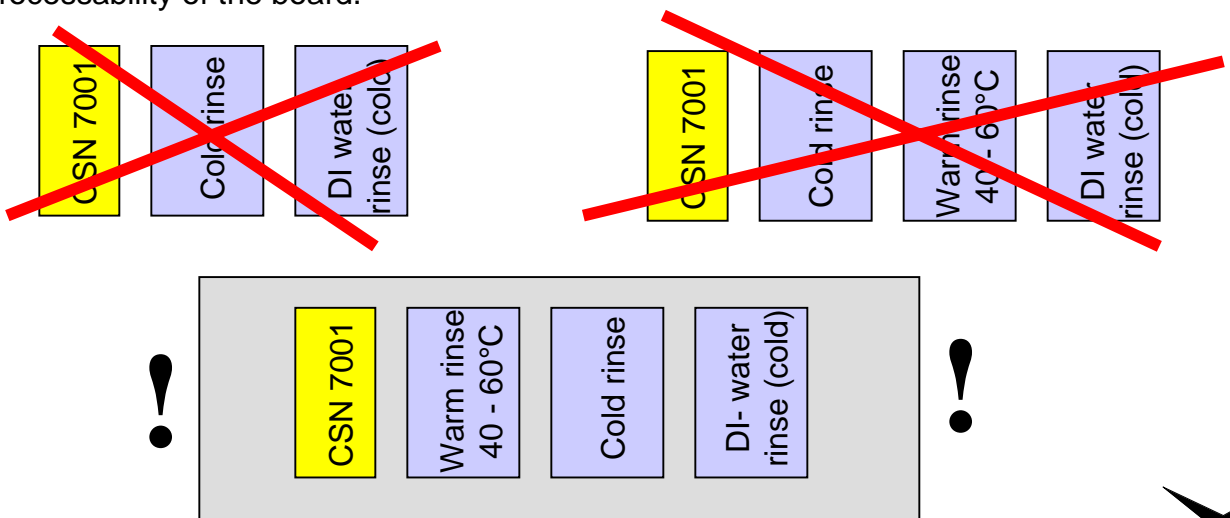 rocessability of the board.
CSN 7001
Cold rinse
DI water
rinse (cold)
CSN 7001
Cold rinse
Warm rinse
40 - 60°C
DI water
rinse (cold)
!
CSN 7001
Warm rinse
40 - 60°C
Cold rinse
DI- water
rinse (cold)
!